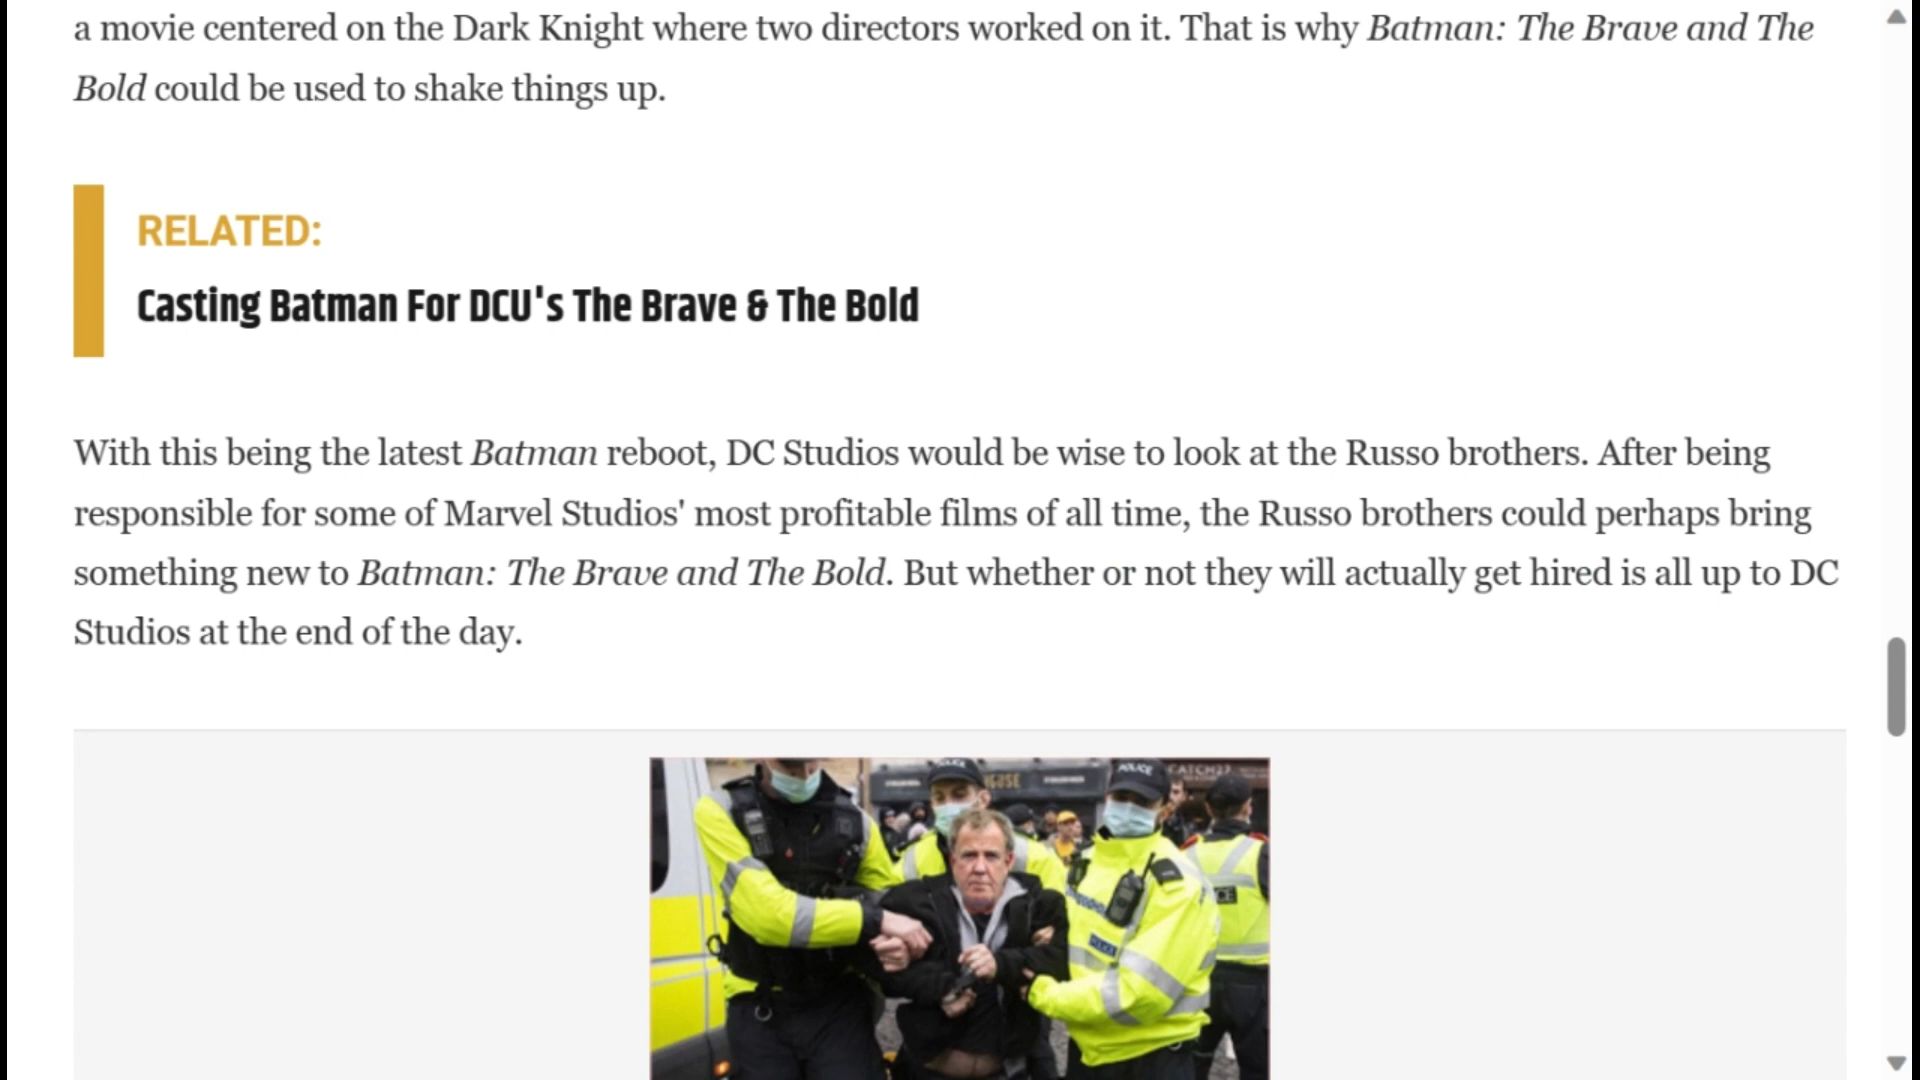 a movie centered on the Dark Knight where two directors worked on it. That is why Batman: The Brave and The
Bold could be used to shake things up.
RELATED:
Casting Batman For DCU's The Brave & The Bold
With this being the latest Batman reboot, DC Studios would be wise to look at the Russo brothers. After being
responsible for some of Marvel Studios' most profitable films of all time, the Russo brothers could perhaps bring
something new to Batman: The Brave and The Bold. But whether or not they will actually get hired is all up to DC
Studios at the end of the day.
POLICE
POLICE
CATCH22